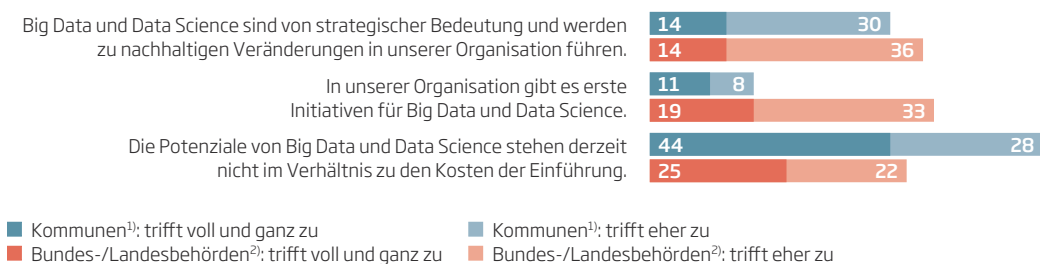 Big Data und Data Science sind von strategischer Bedeutung und werden
zu nachhaltigen Veränderungen in unserer Organisation führen.
14 30
14 36
In unserer Organisation gibt es erste
Initiativen für Big Data und Data Science.
11 8
19 33
Die Potenziale von Big Data und Data Science stehen derzeit
nicht im Verhältnis zu den Kosten der Einführung.
44 28
25 22
Kommunen¹⁾: trifft voll und ganz zu
Kommunen¹⁾: trifft eher zu
Bundes-/Landesbehörden²⁾: trifft voll und ganz zu
Bundes-/Landesbehörden²⁾: trifft eher zu